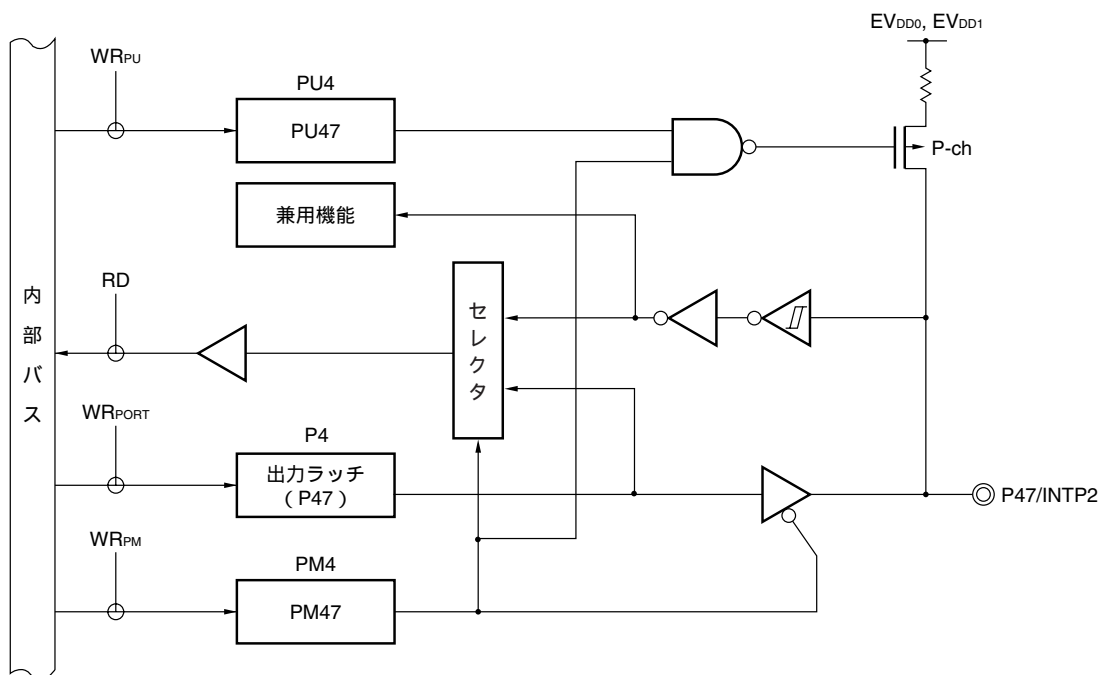 EVDD0, EVDD1
WRPU
PU4
PU47
P-ch
兼用機能
RD
内部バス
セレクタ
WRPORT
P4
出力ラッチ
(P47)
P47/INTP2
WRPM
PM4
PM47